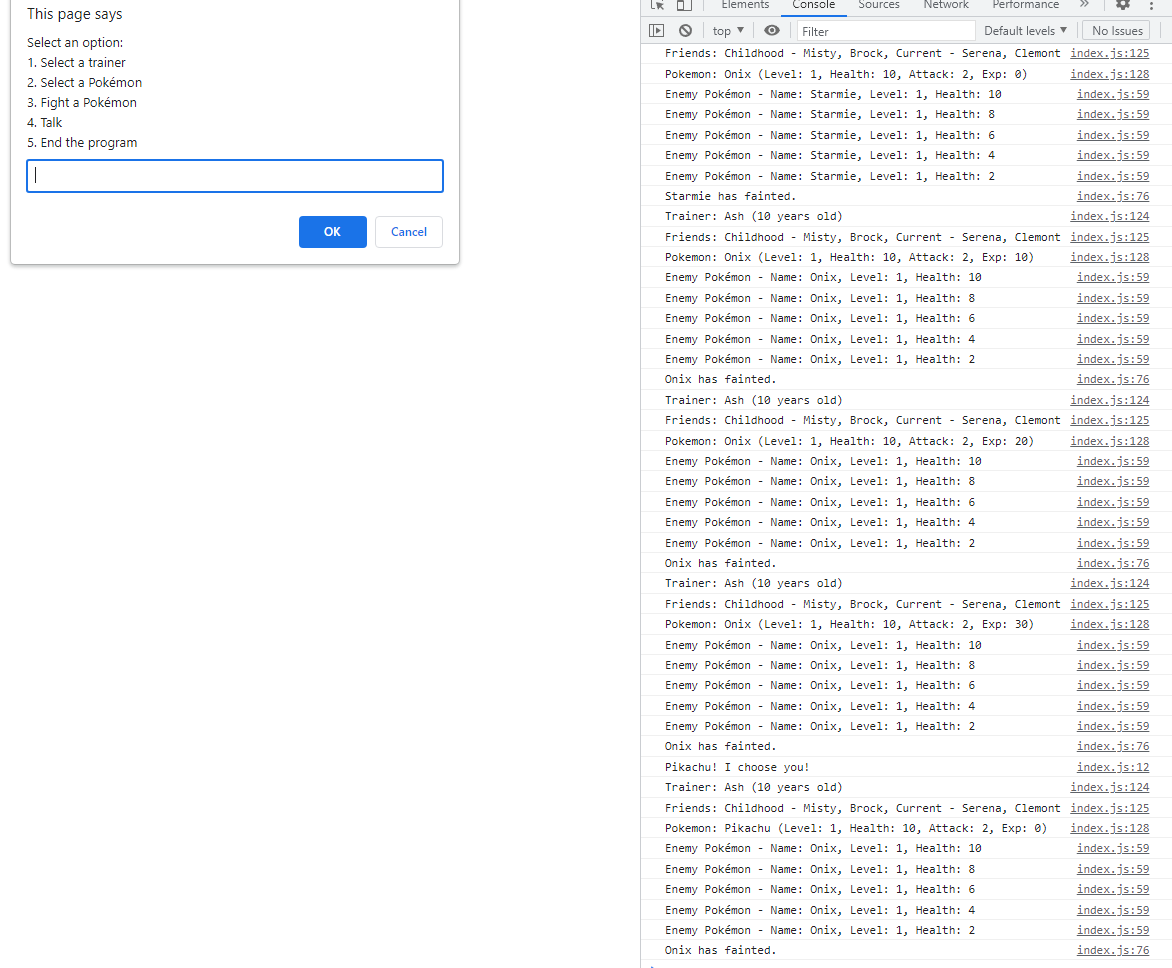 This page says
Select an option:
1. Select a trainer
2. Select a Pokémon
3. Fight a Pokémon
4. Talk
5. End the program
OK Cancel
Elements Console Sources Network Performance »
top ▼ Filter Default levels ▼ No Issues
Friends: Childhood - Misty, Brock, Current - Serena, Clemont index.js:125
Pokemon: Onix (Level: 1, Health: 10, Attack: 2, Exp: 0) index.js:128
Enemy Pokémon - Name: Starmie, Level: 1, Health: 10 index.js:59
Enemy Pokémon - Name: Starmie, Level: 1, Health: 8 index.js:59
Enemy Pokémon - Name: Starmie, Level: 1, Health: 6 index.js:59
Enemy Pokémon - Name: Starmie, Level: 1, Health: 4 index.js:59
Enemy Pokémon - Name: Starmie, Level: 1, Health: 2 index.js:59
Starmie has fainted. index.js:76
Trainer: Ash (10 years old) index.js:124
Friends: Childhood - Misty, Brock, Current - Serena, Clemont index.js:125
Pokemon: Onix (Level: 1, Health: 10, Attack: 2, Exp: 10) index.js:128
Enemy Pokémon - Name: Onix, Level: 1, Health: 10 index.js:59
Enemy Pokémon - Name: Onix, Level: 1, Health: 8 index.js:59
Enemy Pokémon - Name: Onix, Level: 1, Health: 6 index.js:59
Enemy Pokémon - Name: Onix, Level: 1, Health: 4 index.js:59
Enemy Pokémon - Name: Onix, Level: 1, Health: 2 index.js:59
Onix has fainted. index.js:76
Trainer: Ash (10 years old) index.js:124
Friends: Childhood - Misty, Brock, Current - Serena, Clemont index.js:125
Pokemon: Onix (Level: 1, Health: 10, Attack: 2, Exp: 20) index.js:128
Enemy Pokémon - Name: Onix, Level: 1, Health: 10 index.js:59
Enemy Pokémon - Name: Onix, Level: 1, Health: 8 index.js:59
Enemy Pokémon - Name: Onix, Level: 1, Health: 6 index.js:59
Enemy Pokémon - Name: Onix, Level: 1, Health: 4 index.js:59
Enemy Pokémon - Name: Onix, Level: 1, Health: 2 index.js:59
Onix has fainted. index.js:76
Trainer: Ash (10 years old) index.js:124
Friends: Childhood - Misty, Brock, Current - Serena, Clemont index.js:125
Pokemon: Onix (Level: 1, Health: 10, Attack: 2, Exp: 30) index.js:128
Enemy Pokémon - Name: Onix, Level: 1, Health: 10 index.js:59
Enemy Pokémon - Name: Onix, Level: 1, Health: 8 index.js:59
Enemy Pokémon - Name: Onix, Level: 1, Health: 6 index.js:59
Enemy Pokémon - Name: Onix, Level: 1, Health: 4 index.js:59
Enemy Pokémon - Name: Onix, Level: 1, Health: 2 index.js:59
Onix has fainted. index.js:76
Pikachu! I choose you! index.js:12
Trainer: Ash (10 years old) index.js:124
Friends: Childhood - Misty, Brock, Current - Serena, Clemont index.js:125
Pokemon: Pikachu (Level: 1, Health: 10, Attack: 2, Exp: 0) index.js:128
Enemy Pokémon - Name: Onix, Level: 1, Health: 10 index.js:59
Enemy Pokémon - Name: Onix, Level: 1, Health: 8 index.js:59
Enemy Pokémon - Name: Onix, Level: 1, Health: 6 index.js:59
Enemy Pokémon - Name: Onix, Level: 1, Health: 4 index.js:59
Enemy Pokémon - Name: Onix, Level: 1, Health: 2 index.js:59
Onix has fainted. index.js:76